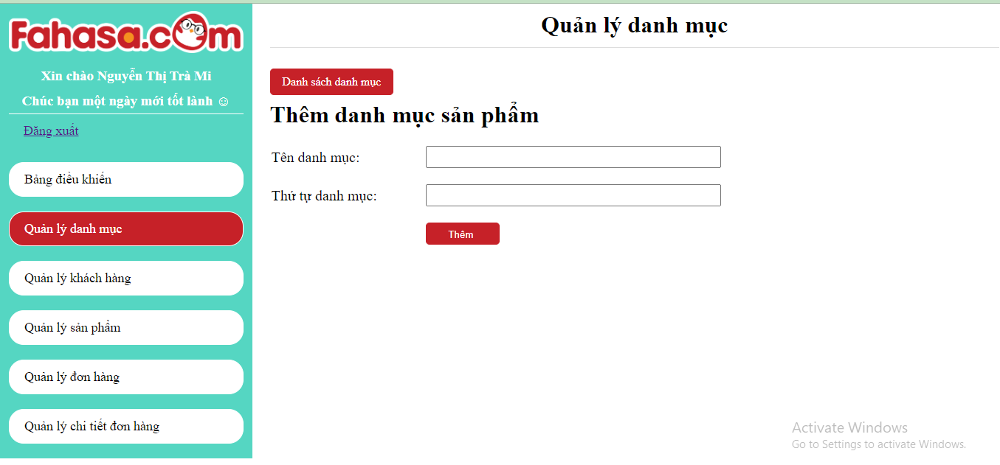 Fahasa.com
Xin chào Nguyễn Thị Trà Mi
Chúc bạn một ngày mới tốt lành ☺
Đăng xuất
Bảng điều khiển
Quản lý danh mục
Quản lý khách hàng
Quản lý sản phẩm
Quản lý đơn hàng
Quản lý chi tiết đơn hàng
Quản lý danh mục
Danh sách danh mục
Thêm danh mục sản phẩm
Tên danh mục:
Thứ tự danh mục:
Thêm
Activate Windows
Go to Settings to activate Windows.